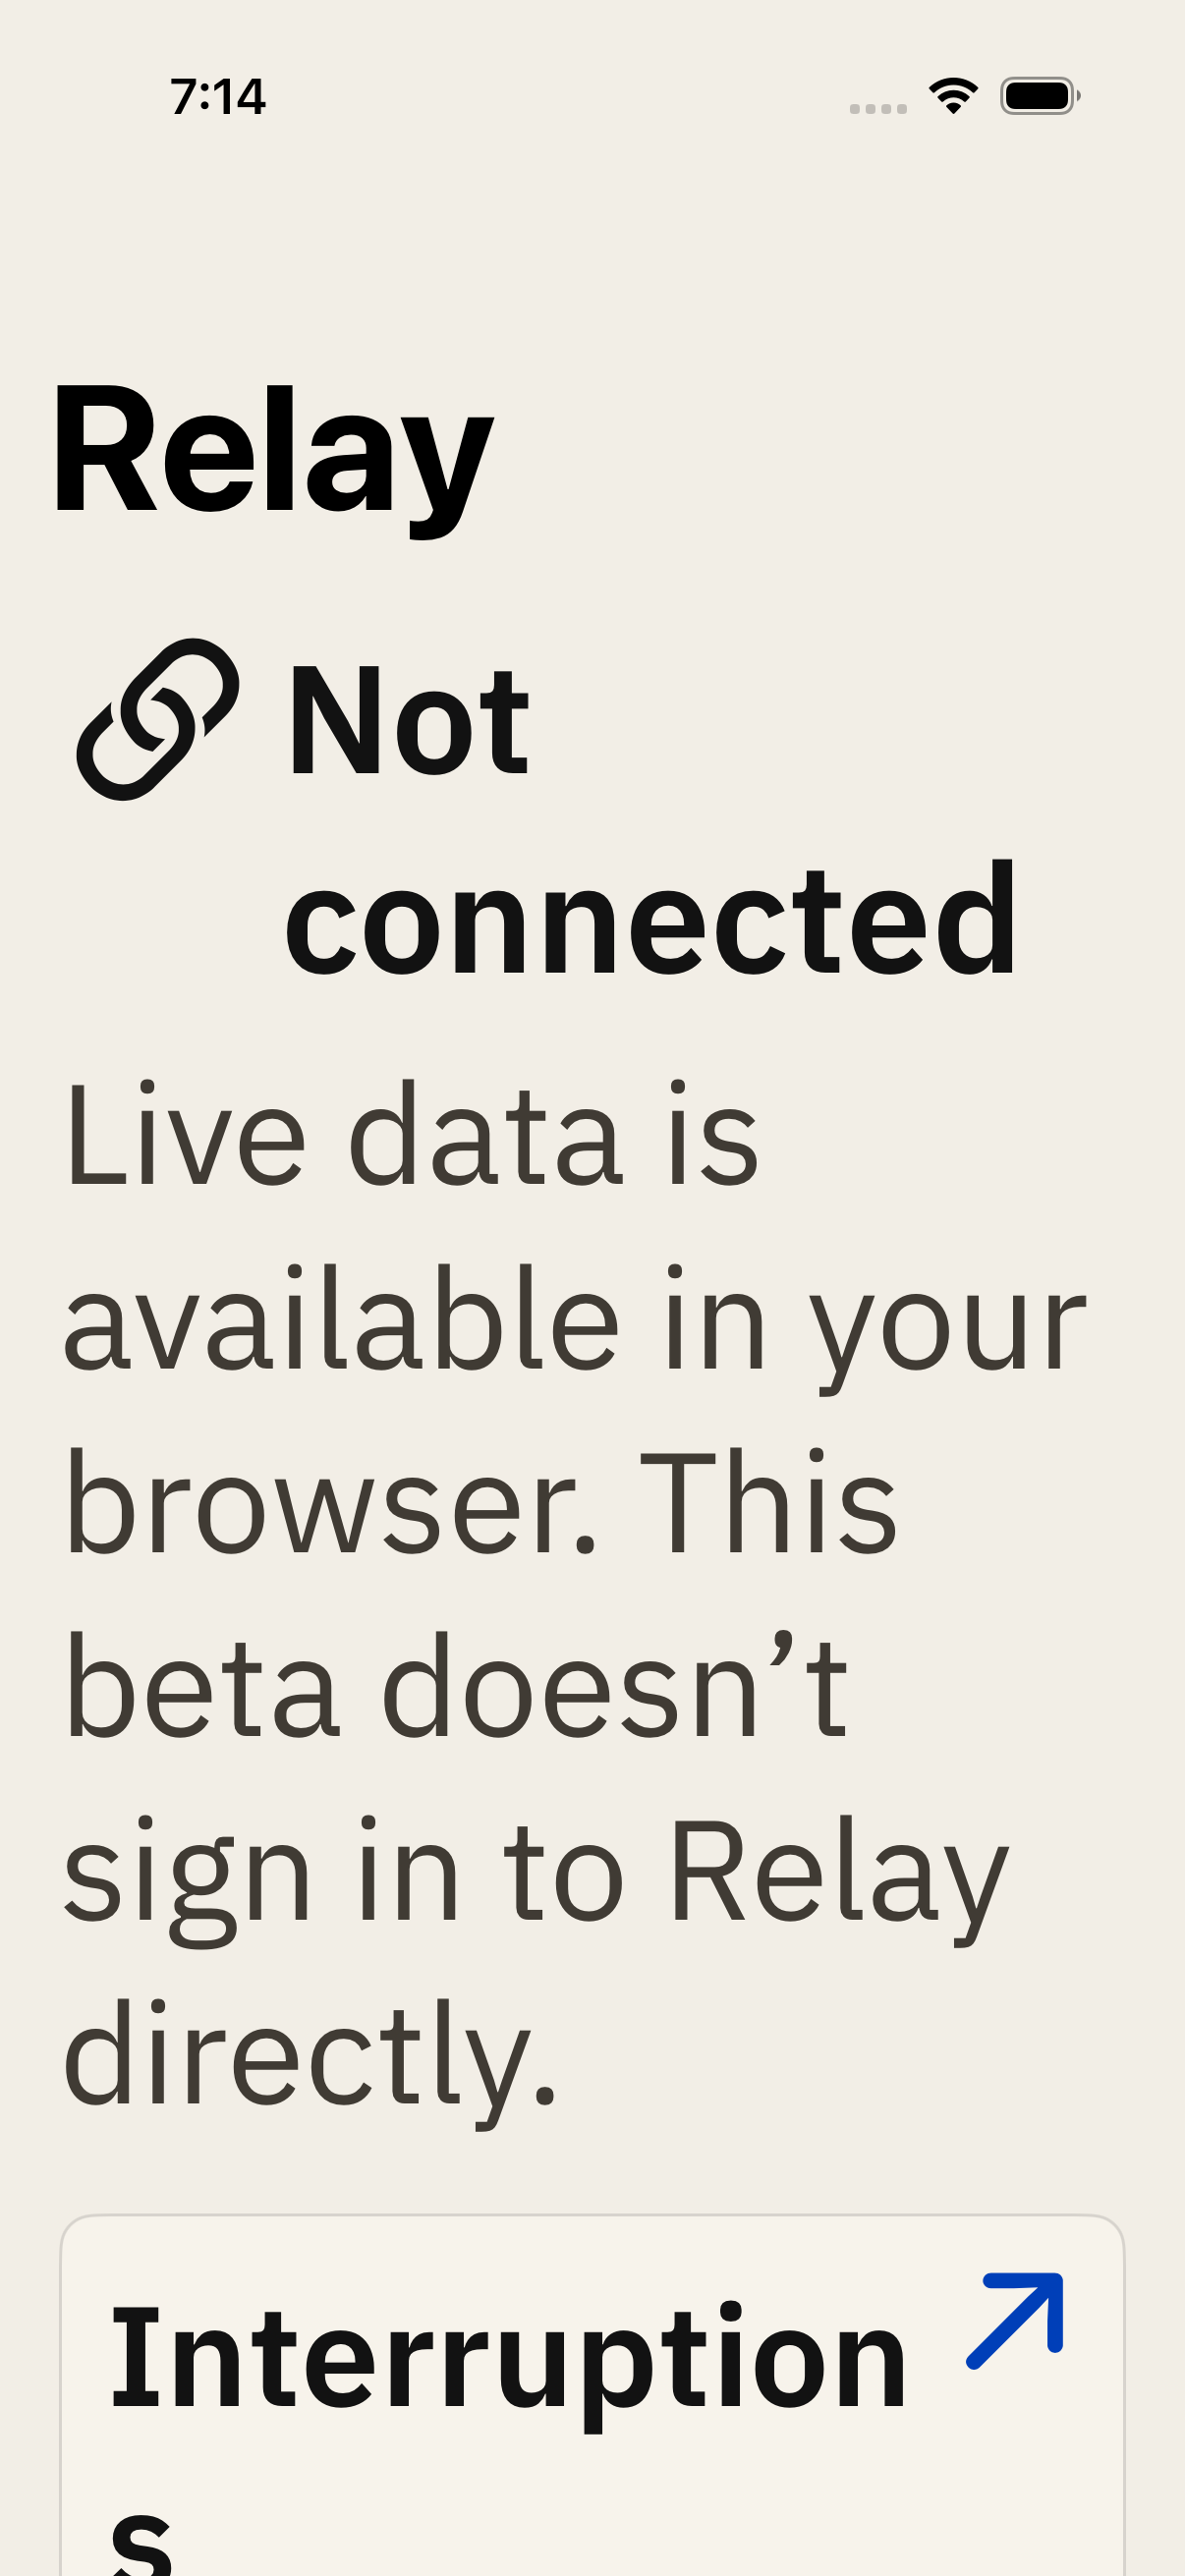 7:14
Relay
Not
connected
Live data is
available in your
browser. This
beta doesn’t
sign in to Relay
directly.
Interruption
s